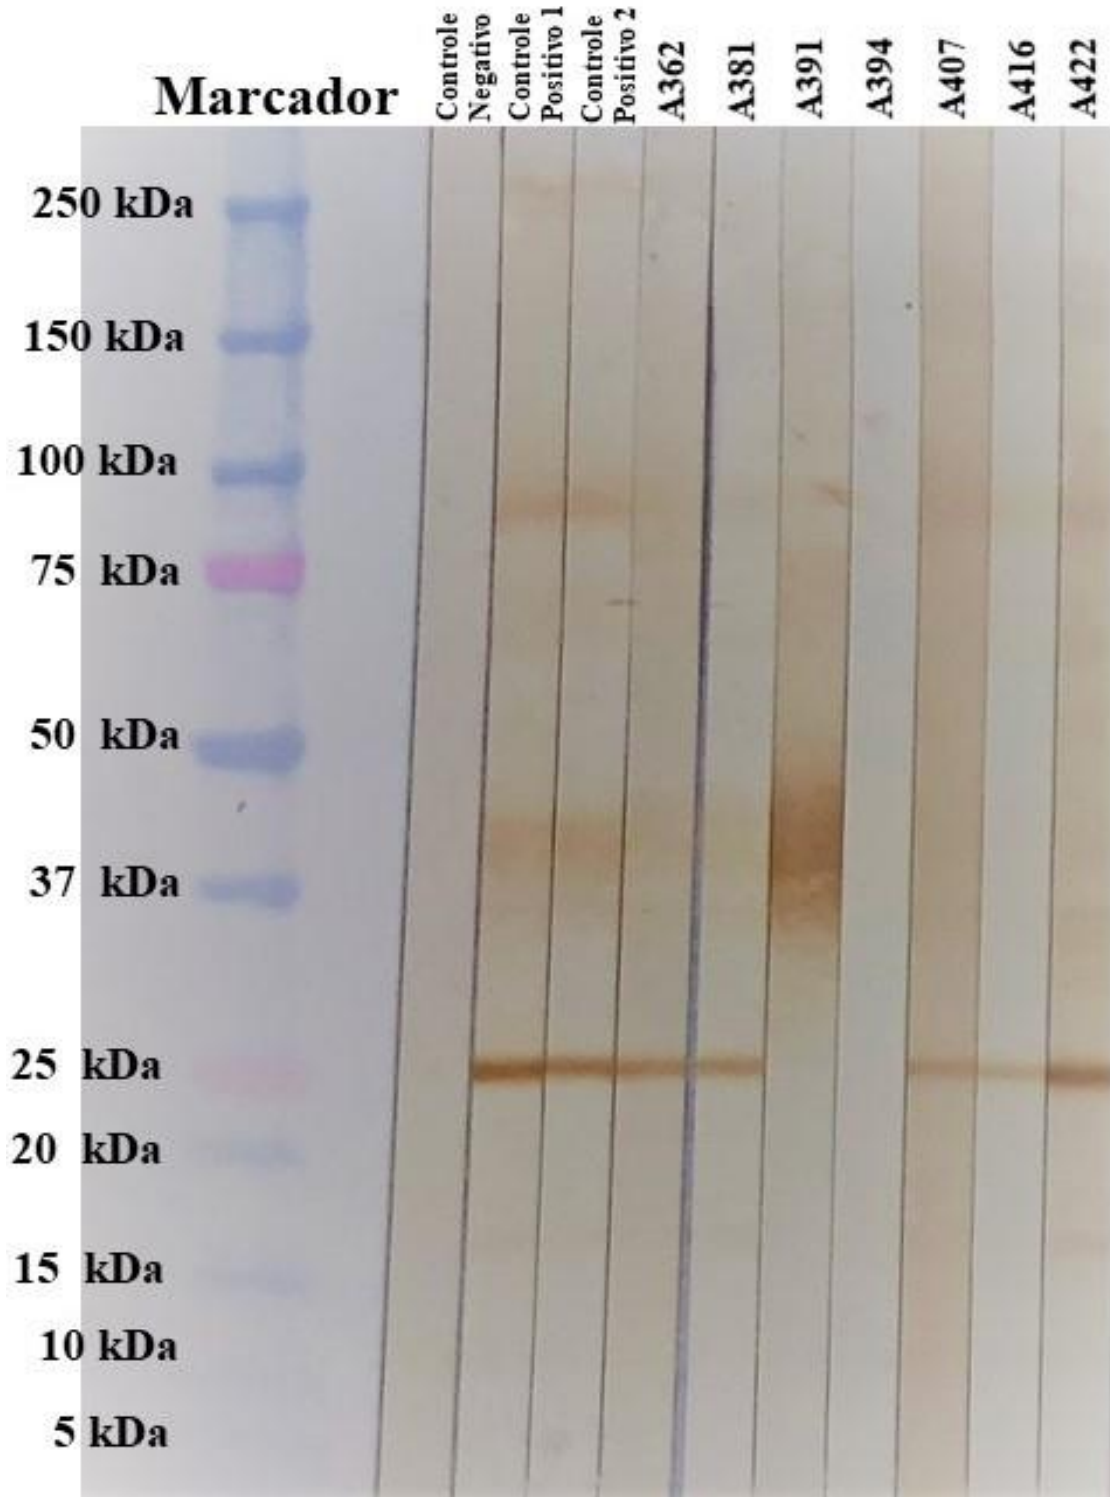 Marcador
Controle
Negativo
Controle
Positivo 1
Controle
Positivo 2
A362
A381
A391
A394
A407
A416
A422
250 kDa
150 kDa
100 kDa
75 kDa
50 kDa
37 kDa
25 kDa
20 kDa
15 kDa
10 kDa
5 kDa